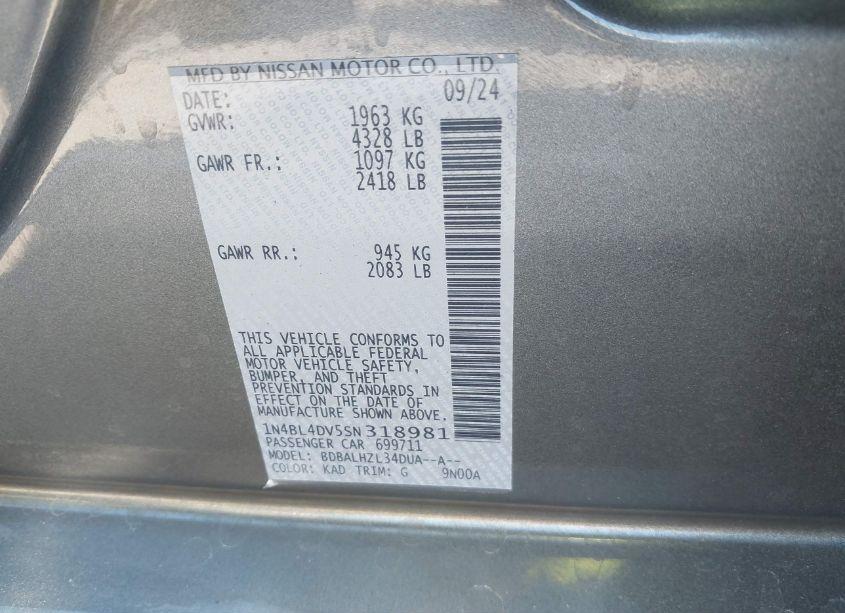 MFD BY NISSAN MOTOR CO., LTD.
DATE: 09/24
GVWR: 1963 KG
4328 LB
GAWR FR.: 1097 KG
2418 LB
GAWR RR.: 945 KG
2083 LB
THIS VEHICLE CONFORMS TO
ALL APPLICABLE FEDERAL
MOTOR VEHICLE SAFETY,
BUMPER, AND THEFT
PREVENTION STANDARDS IN
EFFECT ON THE DATE OF
MANUFACTURE SHOWN ABOVE.
1N4BL4DV5SN318981
PASSENGER CAR 699711
MODEL: BDBALHZL34DUA--A--
COLOR: KAD TRIM: G 9N00A